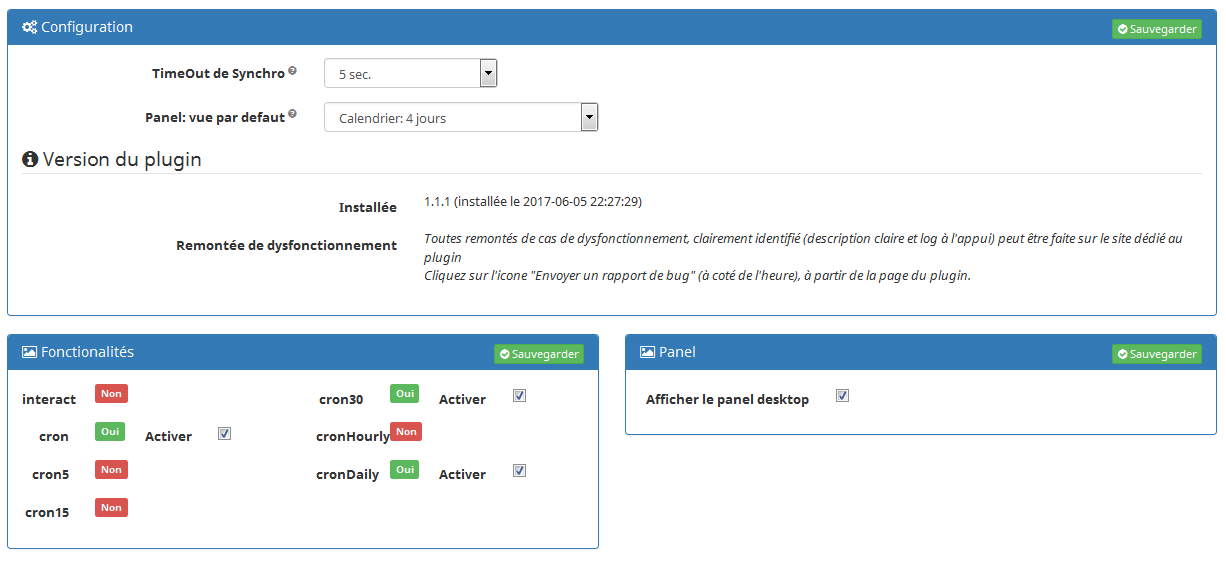 Configuration
Sauvegarder
TimeOut de Synchro ?
5 sec.
Panel: vue par defaut ?
Calendrier: 4 jours
Version du plugin
Installée
1.1.1 (installée le 2017-06-05 22:27:29)
Remontée de dysfonctionnement
Toutes remontés de cas de dysfonctionnement, clairement identifié (description claire et log à l'appui) peut être faite sur le site dédié au
plugin
Cliquez sur l'icone "Envoyer un rapport de bug" (à coté de l'heure), à partir de la page du plugin.
Fonctionalités
Sauvegarder
interact Non
cron Oui Activer
cron5 Non
cron15 Non
cron30 Oui Activer
cronHourly Non
cronDaily Oui Activer
Panel
Sauvegarder
Afficher le panel desktop